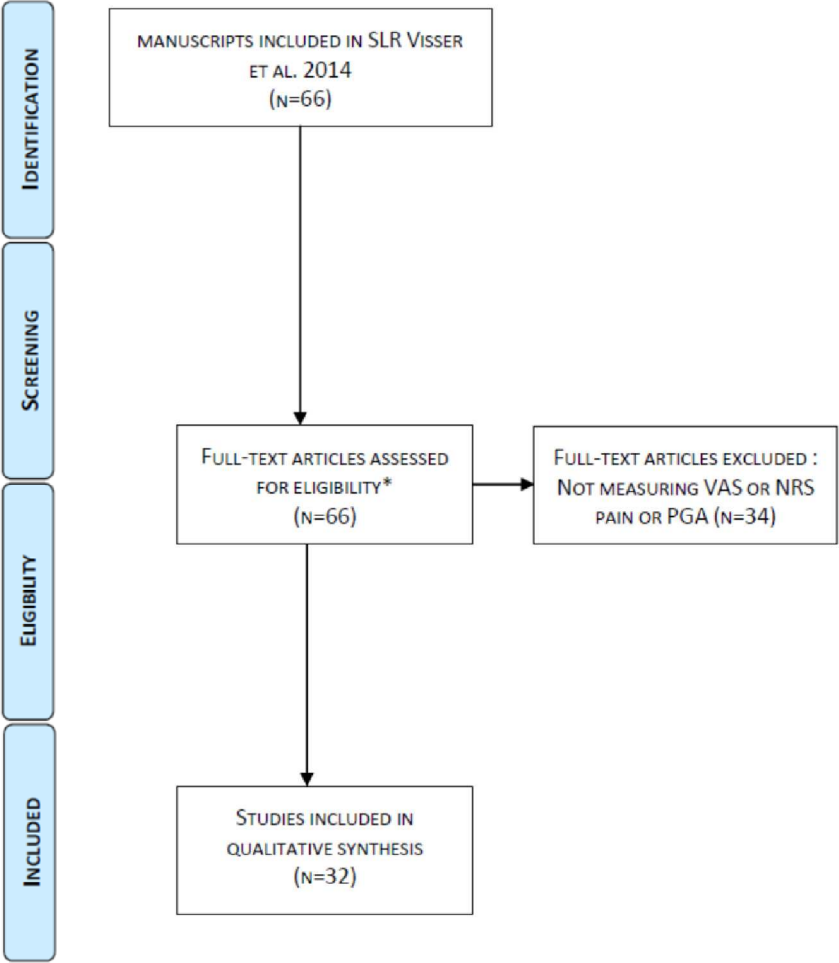 IDENTIFICATION
MANUSCRIPTS INCLUDED IN SLR VISSER
ET AL. 2014
(N=66)
SCREENING
FULL-TEXT ARTICLES ASSESSED
FOR ELIGIBILITY*
(N=66)
FULL-TEXT ARTICLES EXCLUDED :
NOT MEASURING VAS OR NRS
PAIN OR PGA (N=34)
ELIGIBILITY
STUDIES INCLUDED IN
QUALITATIVE SYNTHESIS
(N=32)
INCLUDED